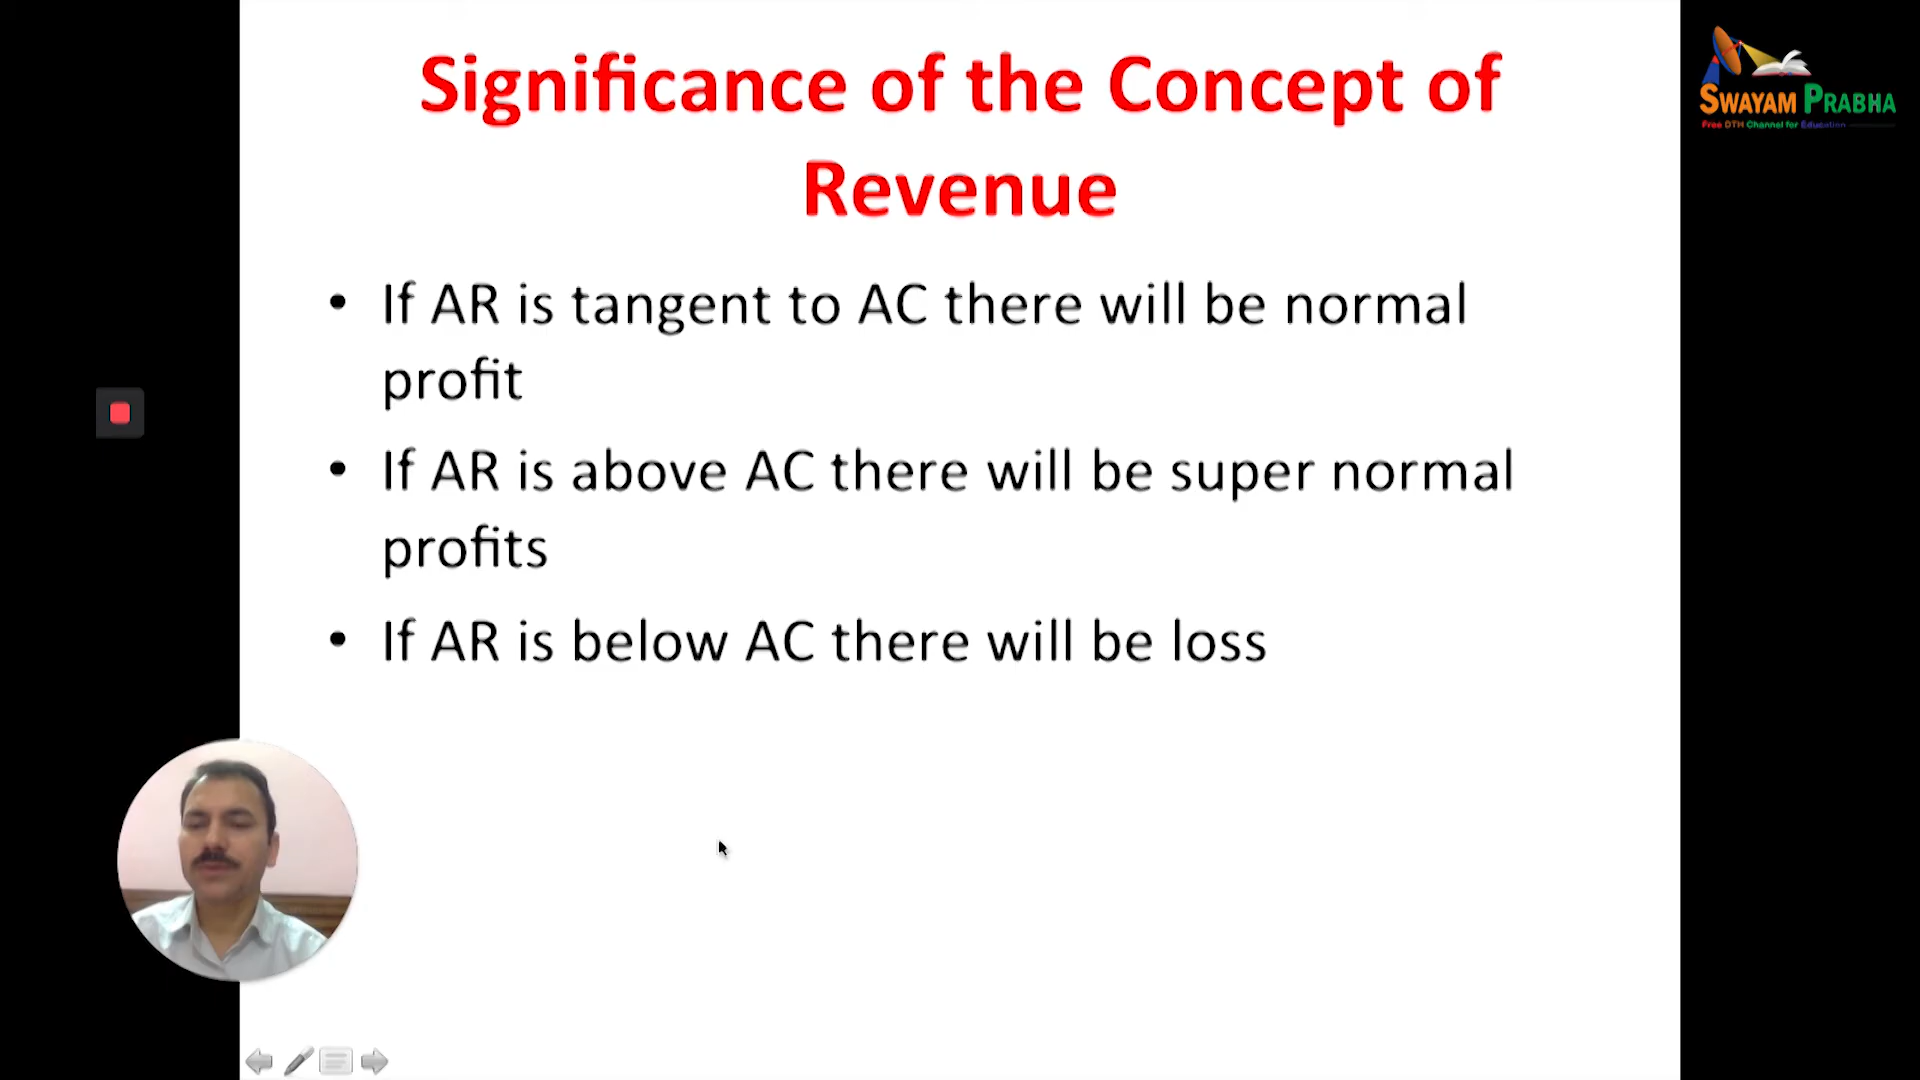 Significance of the Concept of
Revenue
• If AR is tangent to AC there will be normal
profit
• If AR is above AC there will be super normal
profits
• If AR is below AC there will be loss
SWAYAM PRABHA
Free DTH Channel for Education